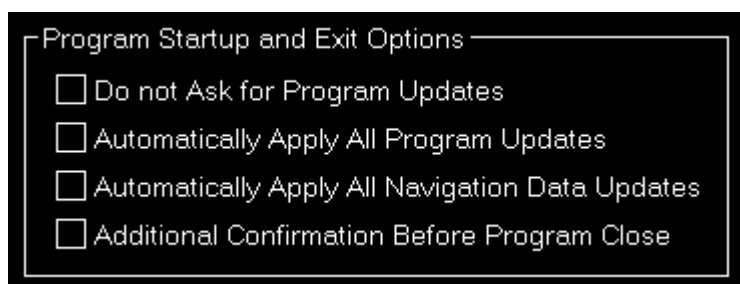 Program Startup and Exit Options
Do not Ask for Program Updates
Automatically Apply All Program Updates
Automatically Apply All Navigation Data Updates
Additional Confirmation Before Program Close